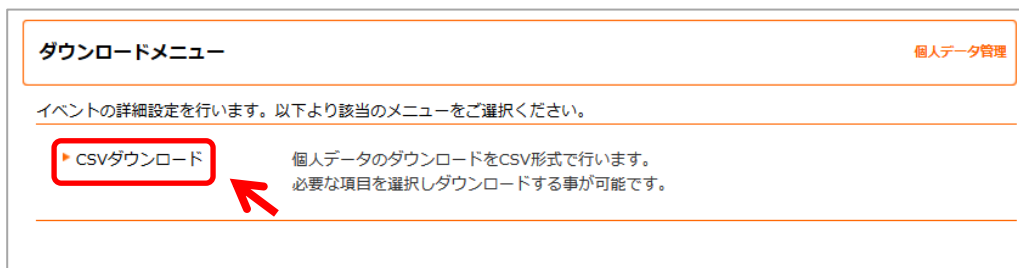 ダウンロードメニュー
個人データ管理
イベントの詳細設定を行います。以下より該当のメニューをご選択ください。
CSVダウンロード
個人データのダウンロードをCSV形式で行います。
必要な項目を選択しダウンロードする事が可能です。